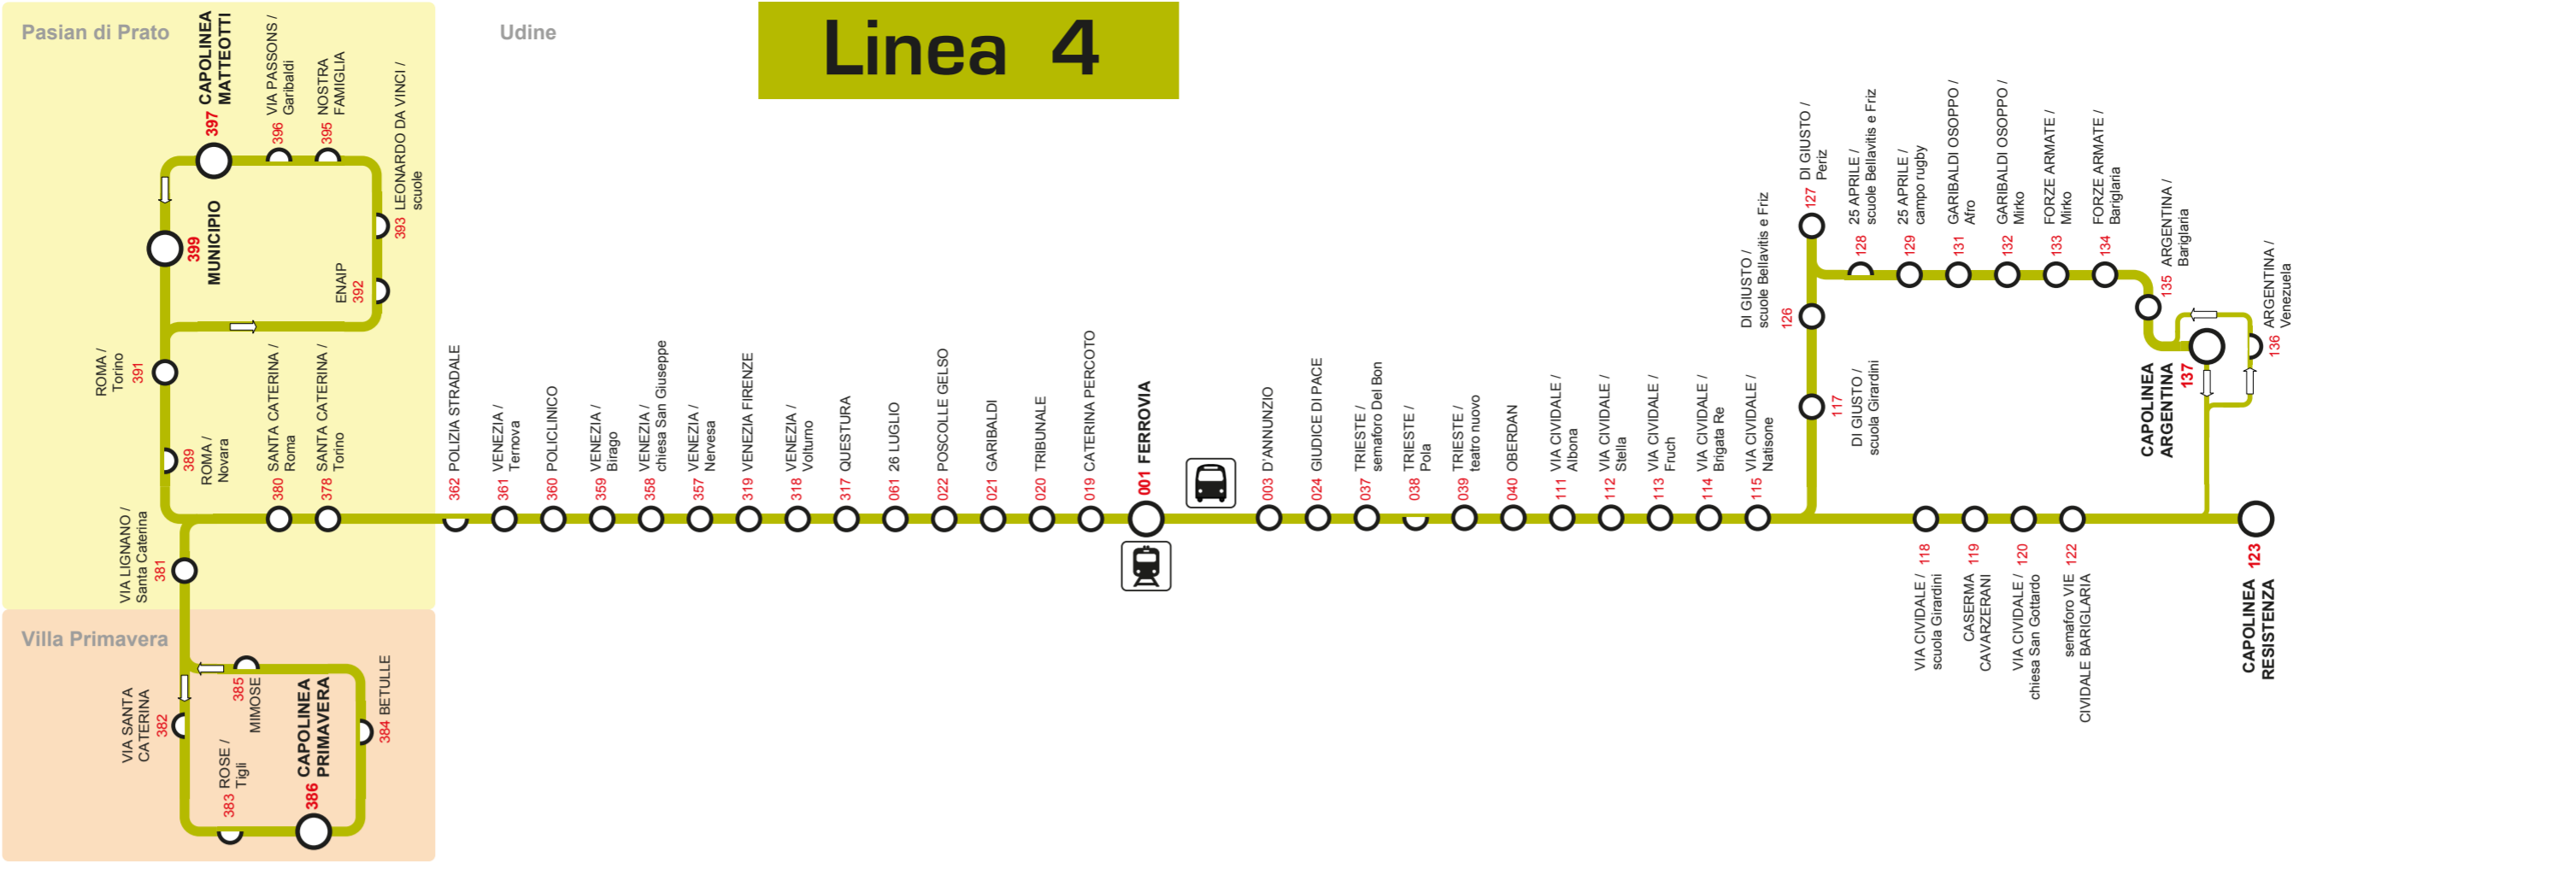 Pasian di Prato
Udine
Linea 4
397 CAPOLINEA
MATTEOTTI
396 VIA PASSONS /
Garibaldi
395 NOSTRA
FAMIGLIA
393 LEONARDO DA VINCI /
scuole
399
MUNICIPIO
ENAIP
392
ROMA /
Torino
391
389
ROMA /
Novara
380 SANTA CATERINA /
Roma
378 SANTA CATERINA /
Torino
VIA LIGNANO /
Santa Caterina
381
Villa Primavera
VIA SANTA
CATERINA
382
385
MIMOSE
383 ROSE /
Tigli
386 CAPOLINEA
PRIMAVERA
384 BETULLE
362 POLIZIA STRADALE
361 VENEZIA /
Ternova
360 POLICLINICO
359 VENEZIA /
Birago
358 VENEZIA /
chiesa San Giuseppe
357 VENEZIA /
Nervesa
319 VENEZIA FIRENZE
318 VENEZIA /
Volturno
317 QUESTURA
061 26 LUGLIO
022 POSCOLLE GELSO
021 GARIBALDI
020 TRIBUNALE
019 CATERINA PERCOTO
001 FERROVIA
003 D'ANNUNZIO
024 GIUDICE DI PACE
037 TRIESTE /
semaforo Del Bon
038 TRIESTE /
Pola
039 TRIESTE /
teatro nuovo
040 OBERDAN
111 VIA CIVIDALE /
Albona
112 VIA CIVIDALE /
Stella
113 VIA CIVIDALE /
Fruch
114 VIA CIVIDALE /
Brigata Re
115 VIA CIVIDALE /
Natisone
117
DI GIUSTO /
scuola Girardini
DI GIUSTO /
scuole Bellavitis e Friz
126
127 DI GIUSTO /
Periz
128 25 APRILE /
scuole Bellavitis e Friz
129 25 APRILE /
campo rugby
131 GARIBALDI OSOPPO /
Afro
132 GARIBALDI OSOPPO /
Mirko
133 FORZE ARMATE /
Mirko
134 FORZE ARMATE /
Bariglaria
135 ARGENTINA /
Bariglaria
136 ARGENTINA /
Venezuela
CAPOLINEA
ARGENTINA
137
VIA CIVIDALE / 118
scuola Girardini
CASERMA 119
CAVARZERANI
VIA CIVIDALE / 120
chiesa San Gottardo
semaforo VIE 122
CIVIDALE BARIGLARIA
CAPOLINEA 123
RESISTENZA